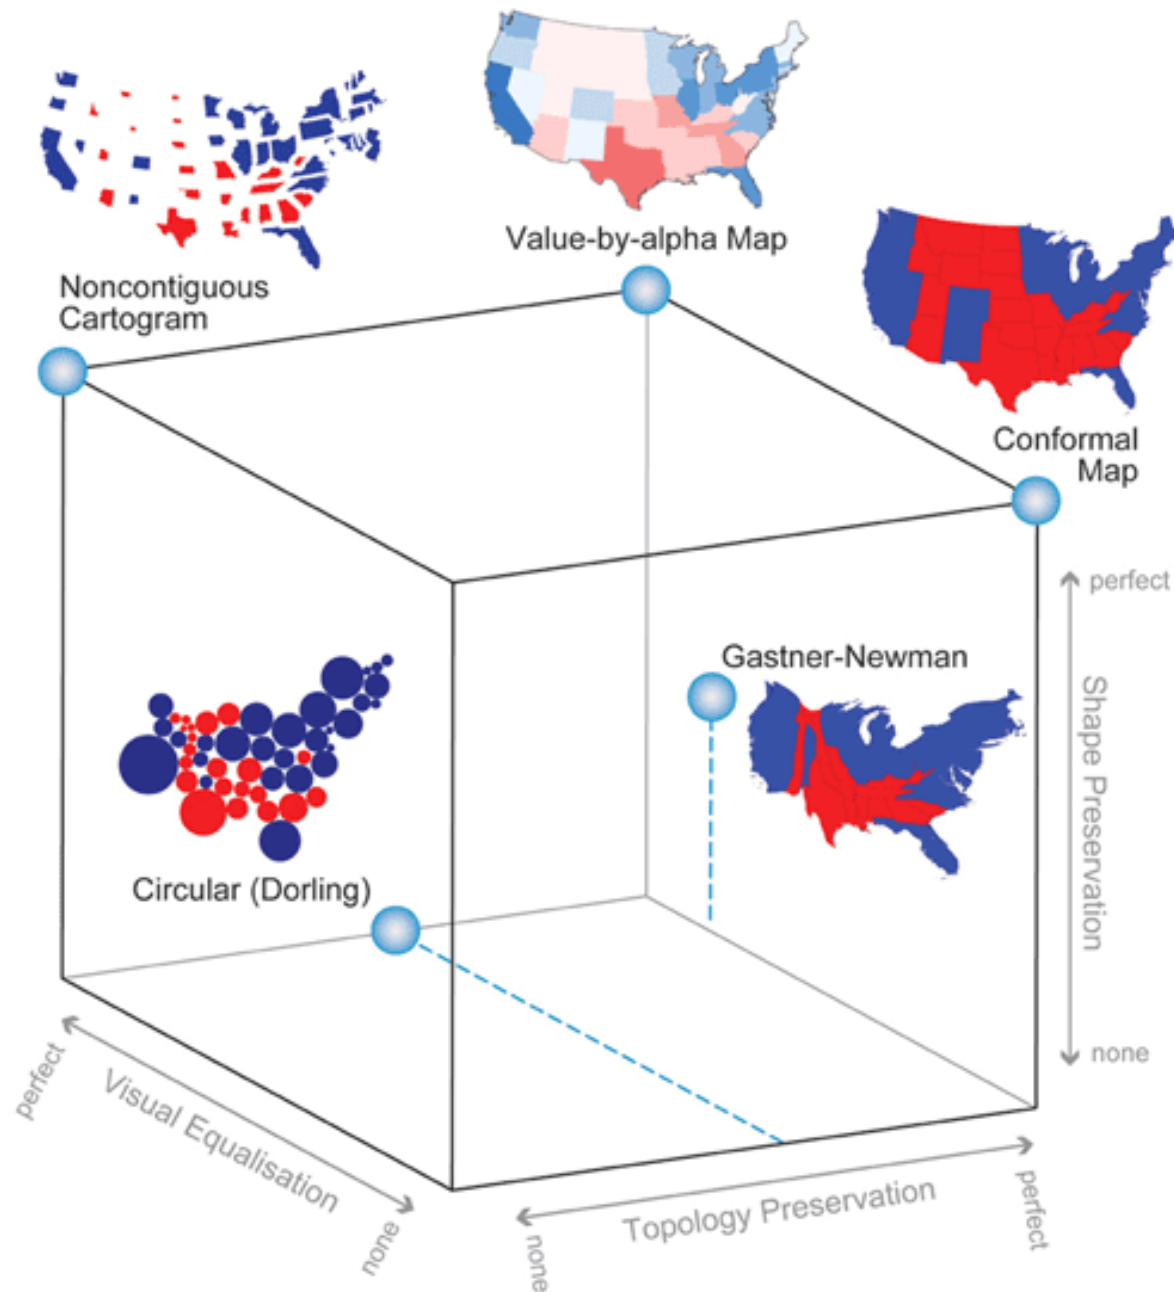 Value-by-alpha Map
Noncontiguous
Cartogram
Conformal
Map
perfect
Gastner-Newman
Shape Preservation
Circular (Dorling)
none
perfect
Visual Equalisation
none
none
Topology Preservation
perfect